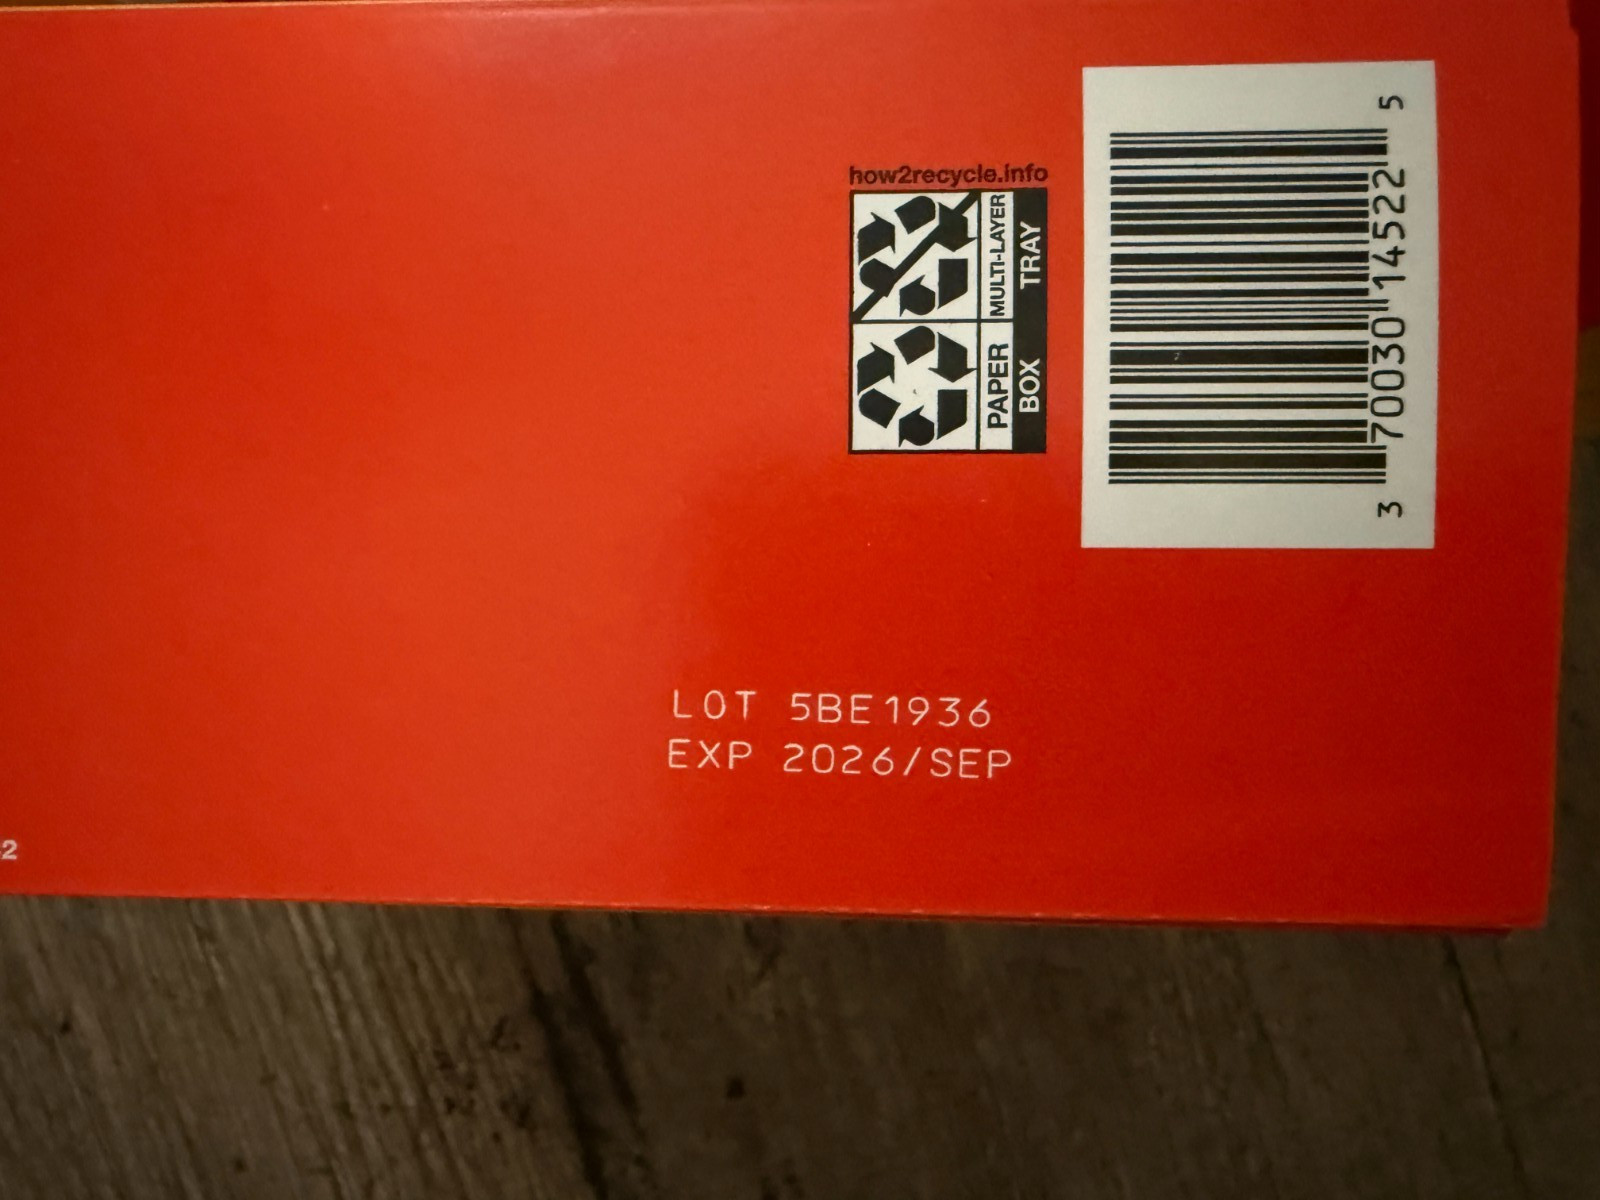 how2recycle.info
MULTI-LAYER
TRAY
PAPER
BOX
3 70030 14522 5
LOT 5BE1936
EXP 2026/SEP